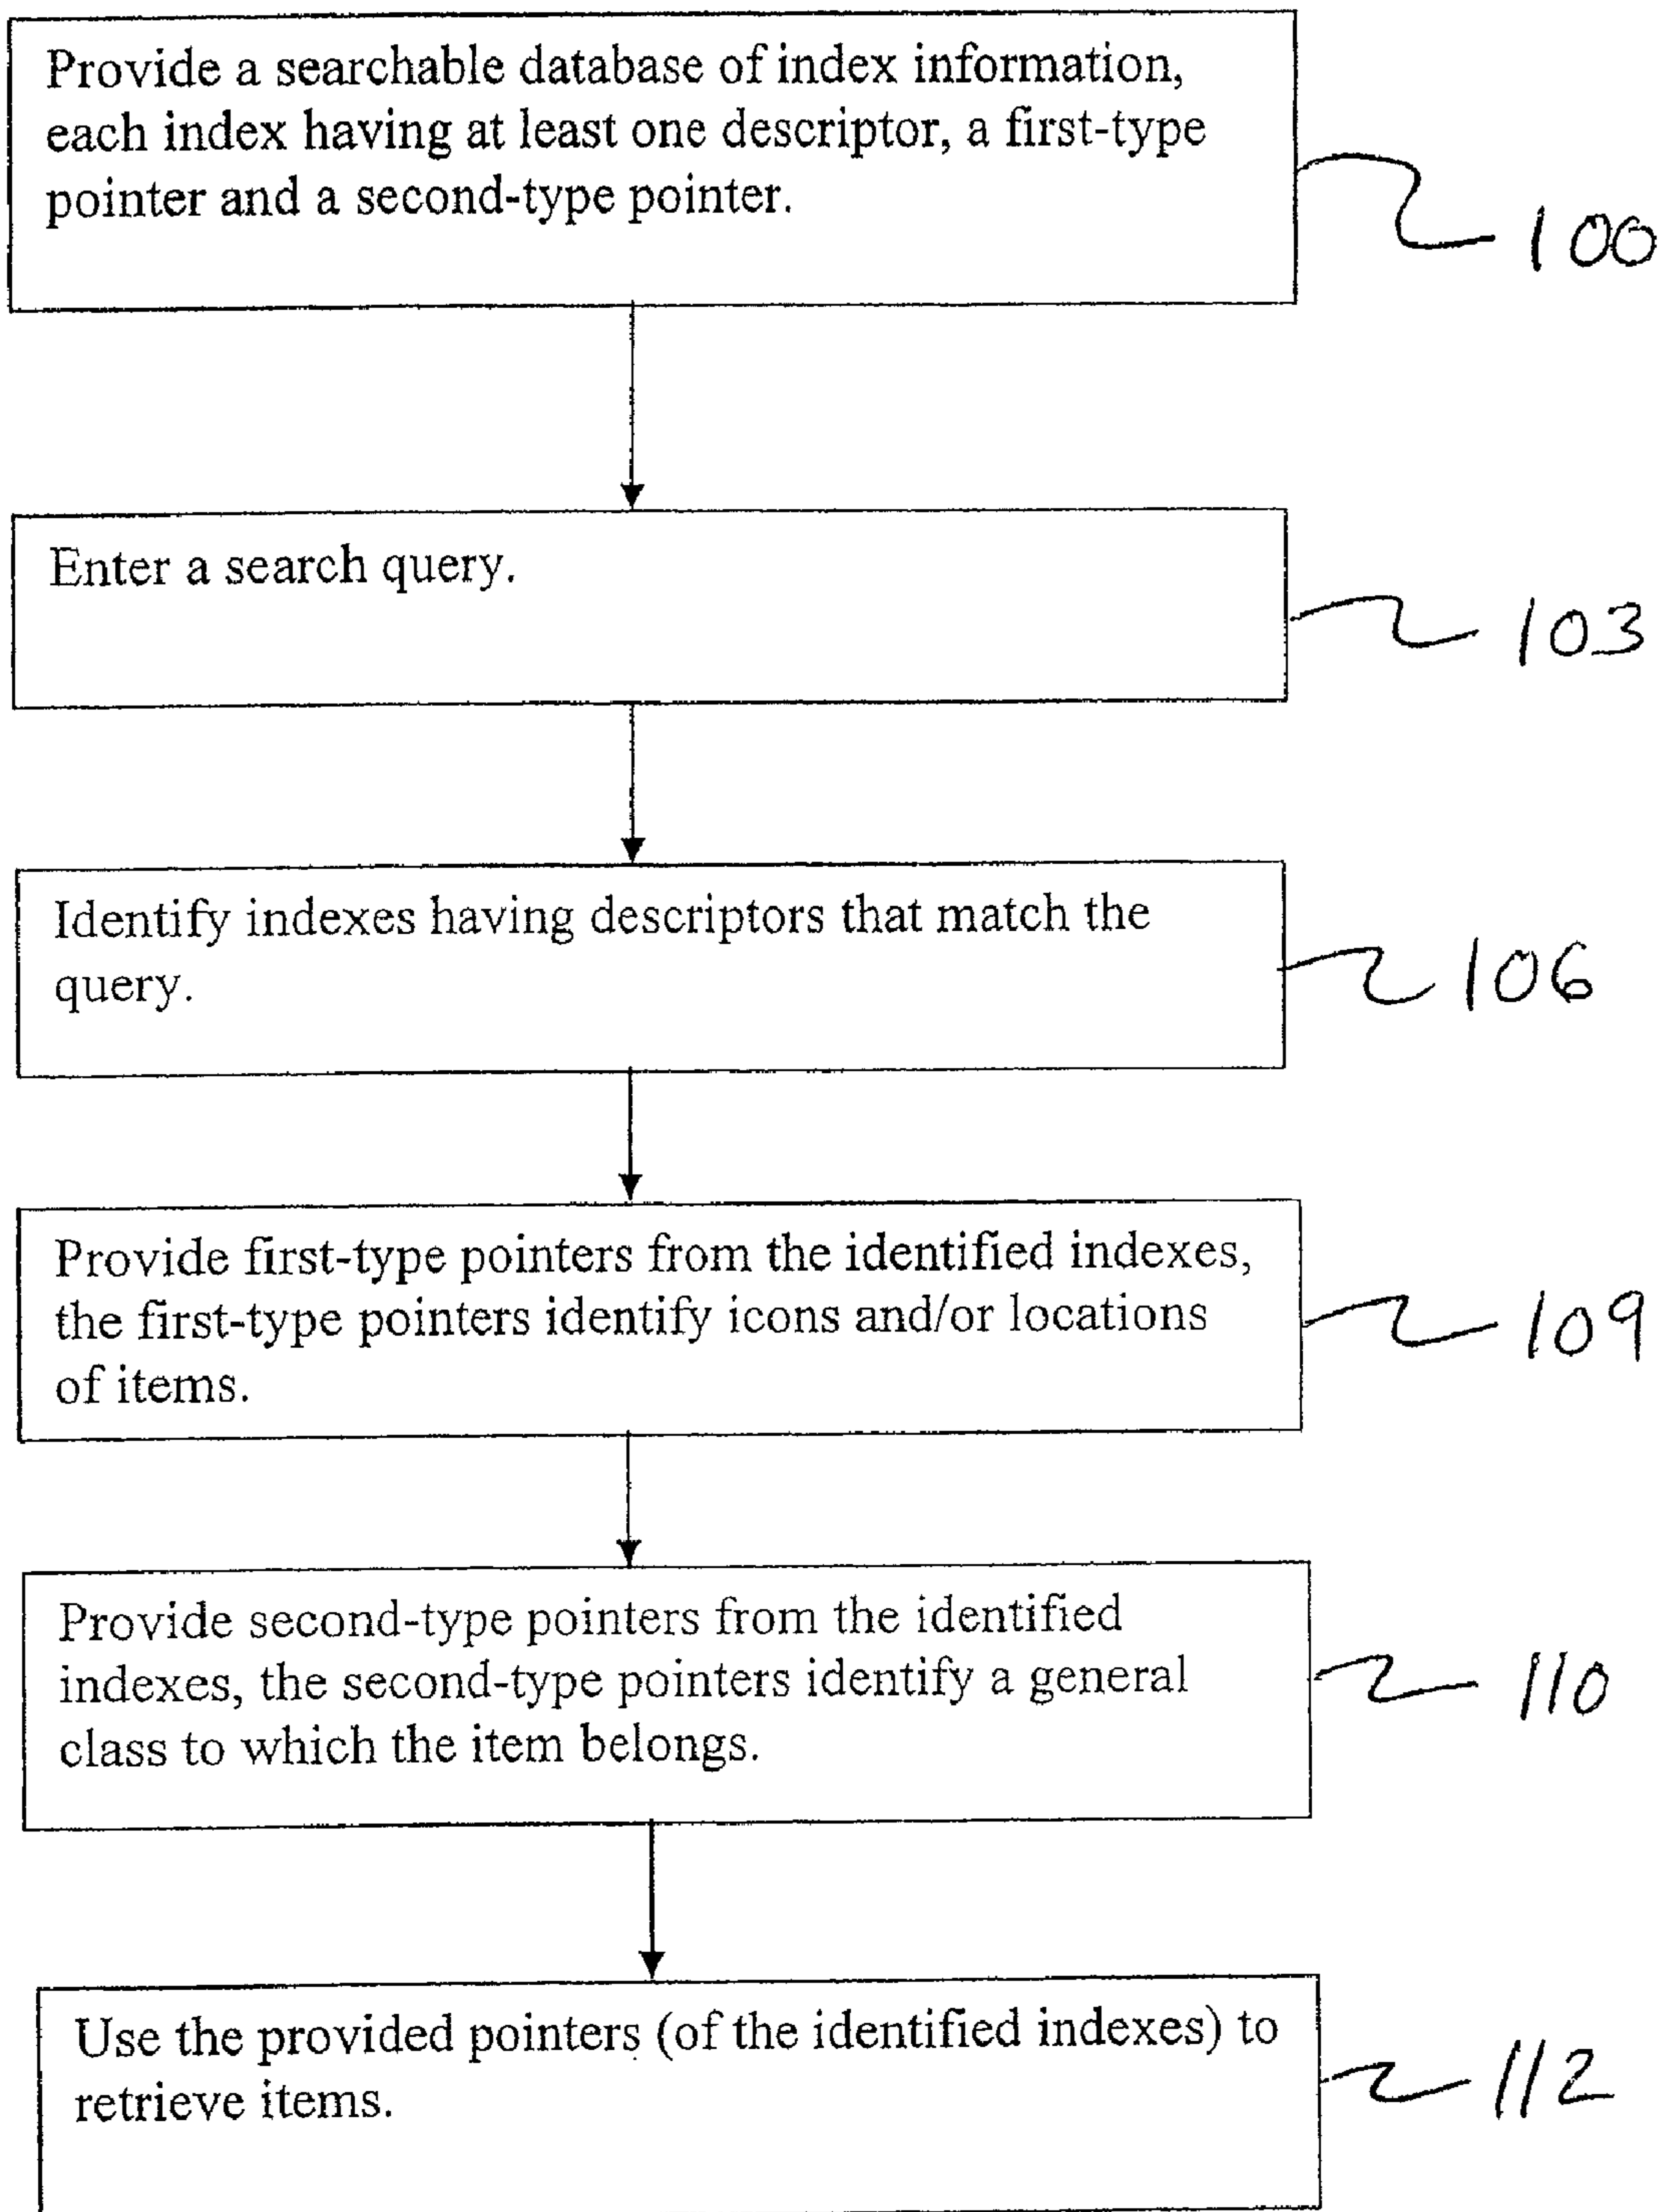 Provide a searchable database of index information,
each index having at least one descriptor, a first-type
pointer and a second-type pointer.
100
Enter a search query.
103
Identify indexes having descriptors that match the
query.
106
Provide first-type pointers from the identified indexes,
the first-type pointers identify icons and/or locations
of items.
109
Provide second-type pointers from the identified
indexes, the second-type pointers identify a general
class to which the item belongs.
110
Use the provided pointers (of the identified indexes) to
retrieve items.
112